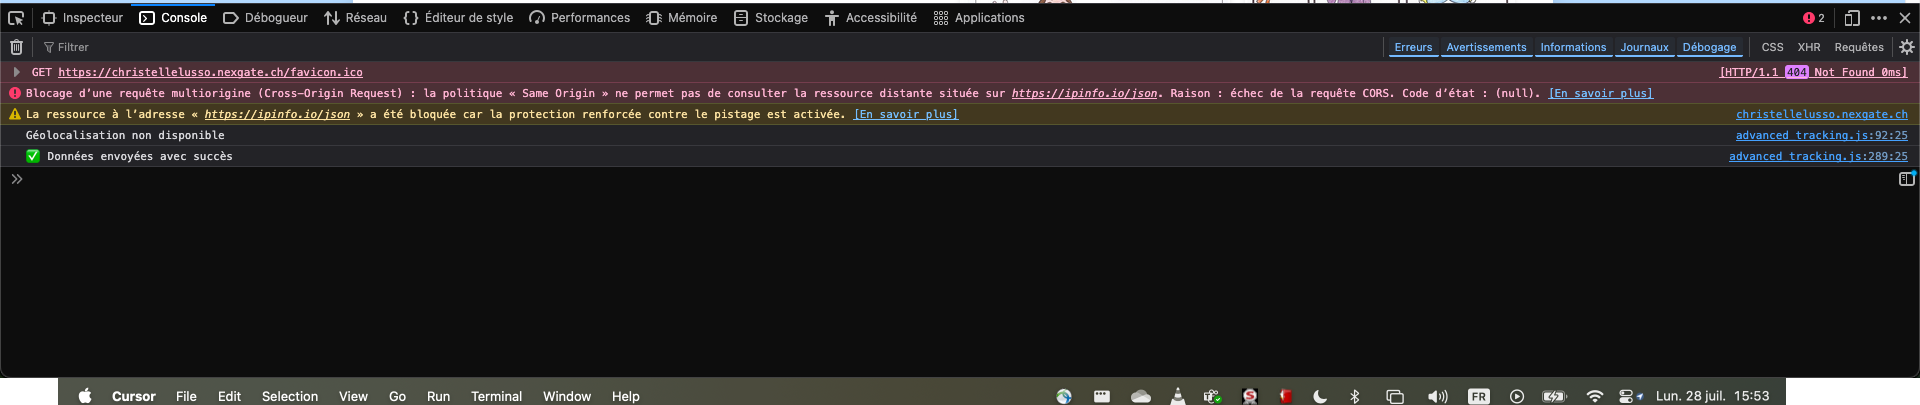 Inspecteur Console Débogueur Réseau Éditeur de style Performances Mémoire Stockage Accessibilité Applications 2
Filtrer Erreurs Avertissements Informations Journaux Débogage CSS XHR Requêtes
GET https://christellelusso.nexgate.ch/favicon.ico [HTTP/1.1 404 Not Found 0ms]
Blocage d’une requête multiorigine (Cross-Origin Request) : la politique « Same Origin » ne permet pas de consulter la ressource distante située sur https://ipinfo.io/json. Raison : échec de la requête CORS. Code d’état : (null). [En savoir plus]
La ressource à l’adresse « https://ipinfo.io/json » a été bloquée car la protection renforcée contre le pistage est activée. [En savoir plus] christellelusso.nexgate.ch
Géolocalisation non disponible advanced_tracking.js:92:25
✅ Données envoyées avec succès advanced_tracking.js:289:25
Cursor File Edit Selection View Go Run Terminal Window Help FR Lun. 28 juil. 15:53